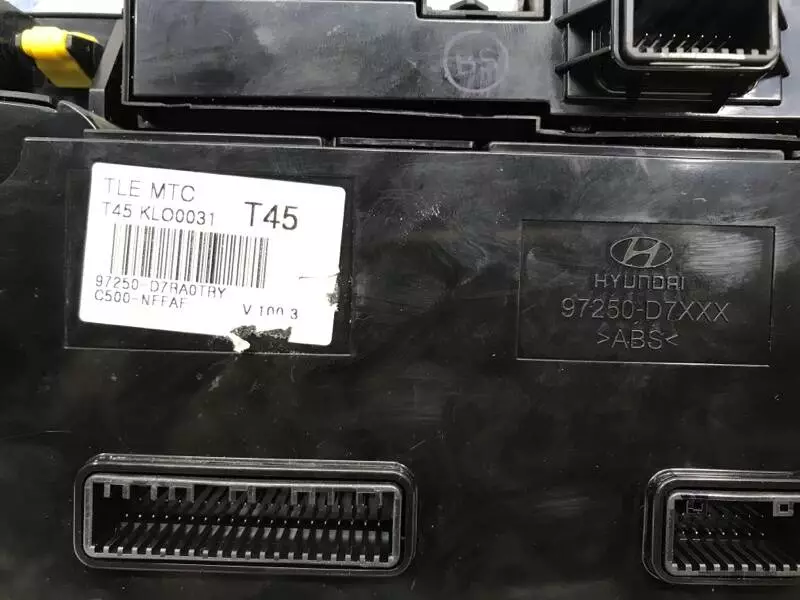 TLE MTC
T45 KLO0031 T45
97250-D7RA0TRY
C500-NFFAF V 100 3
HYUNDAI
97250-D7XXX
>ABS<